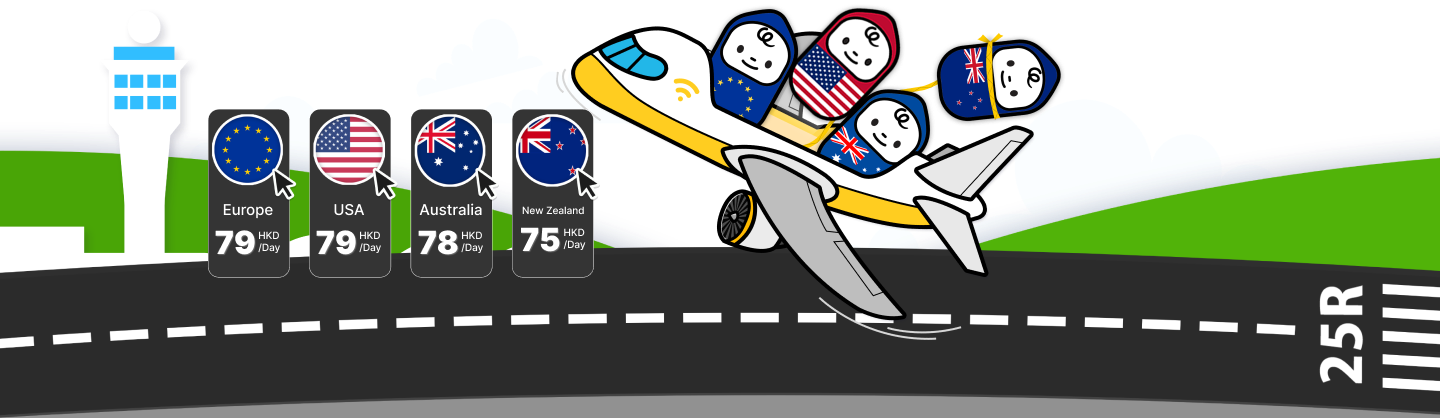 Europe
79 HKD
/Day
USA
79 HKD
/Day
Australia
78 HKD
/Day
New Zealand
75 HKD
/Day
25R